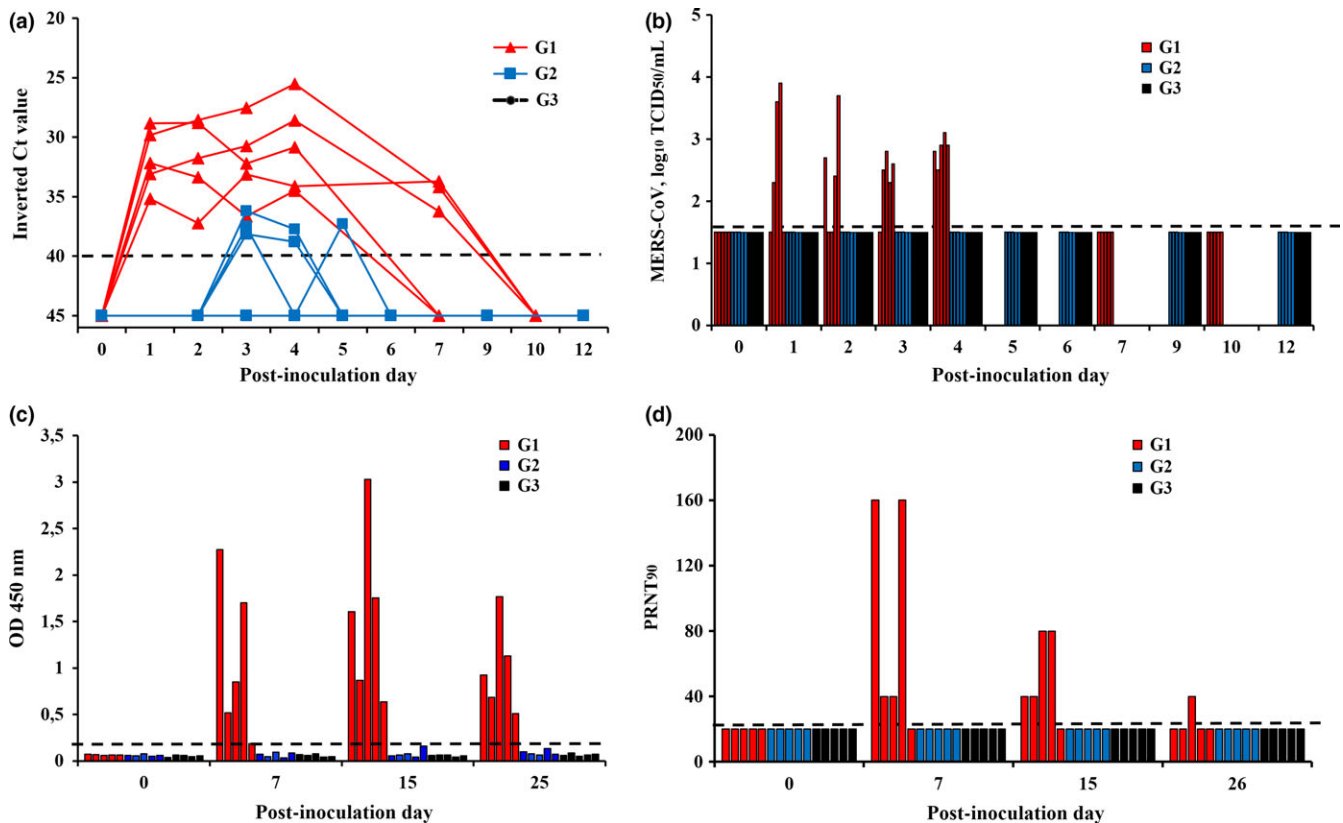 (a)
20
25
30
35
40
45
Inverted Ct value
G1
G2
G3
0 1 2 3 4 5 6 7 9 10 12
Post-inoculation day
(b)
5
4
3
2
1
0
MERS-CoV, log10 TCID50/mL
G1
G2
G3
0 1 2 3 4 5 6 7 9 10 12
Post-inoculation day
(c)
3,5
3
2,5
2
1,5
1
0,5
0
OD 450 nm
G1
G2
G3
0 7 15 25
Post-inoculation day
(d)
200
160
120
80
40
0
PRNT90
G1
G2
G3
0 7 15 26
Post-inoculation day